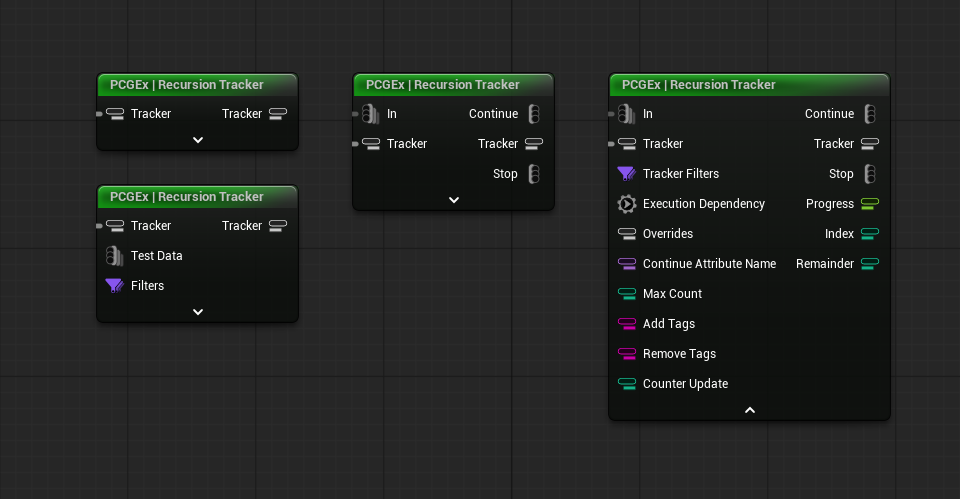 PCGEx | Recursion Tracker
Tracker Tracker
PCGEx | Recursion Tracker
Tracker Tracker
Test Data
Filters
PCGEx | Recursion Tracker
In Continue
Tracker Tracker
Stop
PCGEx | Recursion Tracker
In Continue
Tracker Tracker
Tracker Filters Stop
Execution Dependency Progress
Overrides Index
Continue Attribute Name Remainder
Max Count
Add Tags
Remove Tags
Counter Update